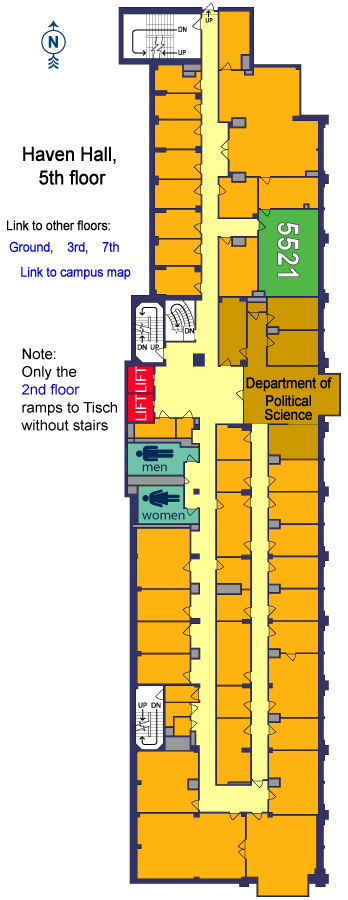 UP
DN
UP
N
Haven Hall,
5th floor
Link to other floors:
Ground, 3rd, 7th
Link to campus map
5521
DN
DN UP
Note:
Only the
2nd floor
ramps to Tisch
without stairs
LIFT LIFT
LIFT LIFT
Department of
Political
Science
men
women
UP DN